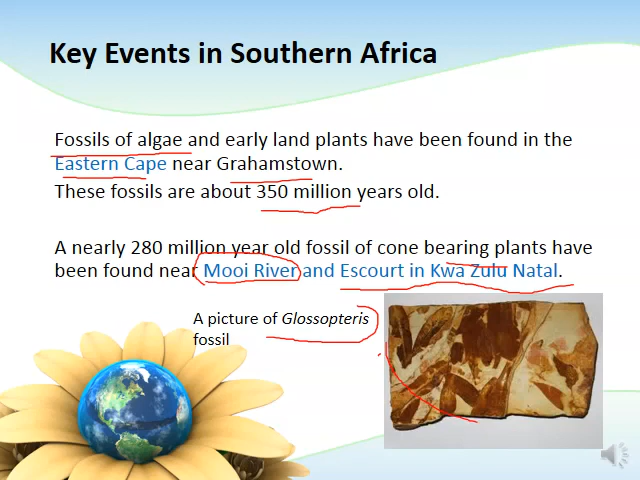 Key Events in Southern Africa
Fossils of algae and early land plants have been found in the
Eastern Cape near Grahamstown.
These fossils are about 350 million years old.
A nearly 280 million year old fossil of cone bearing plants have
been found near Mooi River and Escourt in Kwa Zulu Natal.
A picture of Glossopteris
fossil